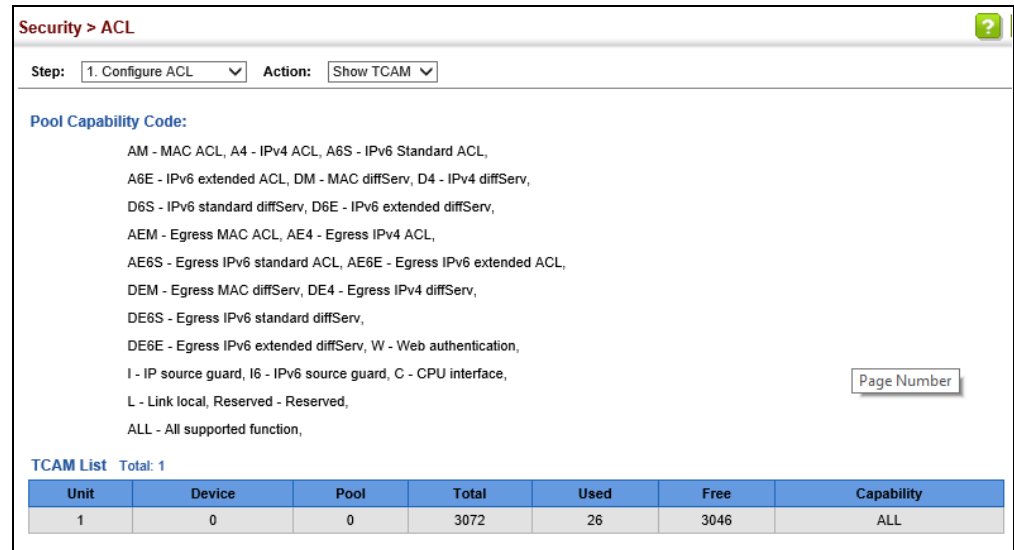 Security > ACL
?
Step: 1. Configure ACL Action: Show TCAM
Pool Capability Code:
AM - MAC ACL, A4 - IPv4 ACL, A6S - IPv6 Standard ACL,
A6E - IPv6 extended ACL, DM - MAC diffServ, D4 - IPv4 diffServ,
D6S - IPv6 standard diffServ, D6E - IPv6 extended diffServ,
AEM - Egress MAC ACL, AE4 - Egress IPv4 ACL,
AE6S - Egress IPv6 standard ACL, AE6E - Egress IPv6 extended ACL,
DEM - Egress MAC diffServ, DE4 - Egress IPv4 diffServ,
DE6S - Egress IPv6 standard diffServ,
DE6E - Egress IPv6 extended diffServ, W - Web authentication,
I - IP source guard, I6 - IPv6 source guard, C - CPU interface,
Page Number
L - Link local, Reserved - Reserved,
ALL - All supported function,
TCAM List Total: 1
Unit Device Pool Total Used Free Capability
1 0 0 3072 26 3046 ALL